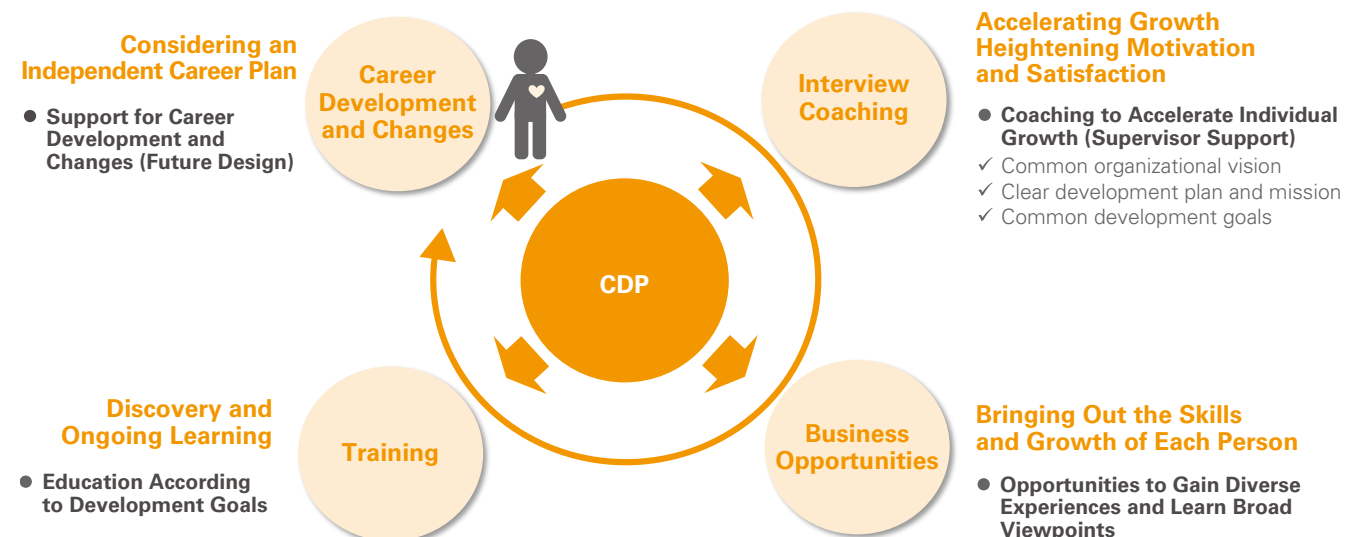 Considering an
Independent Career Plan
● Support for Career
Development and
Changes (Future Design)
Career
Development
and Changes
Interview
Coaching
Accelerating Growth
Heightening Motivation
and Satisfaction
● Coaching to Accelerate Individual
Growth (Supervisor Support)
✓ Common organizational vision
✓ Clear development plan and mission
✓ Common development goals
CDP
Discovery and
Ongoing Learning
● Education According
to Development Goals
Training
Business
Opportunities
Bringing Out the Skills
and Growth of Each Person
● Opportunities to Gain Diverse
Experiences and Learn Broad
Viewpoints